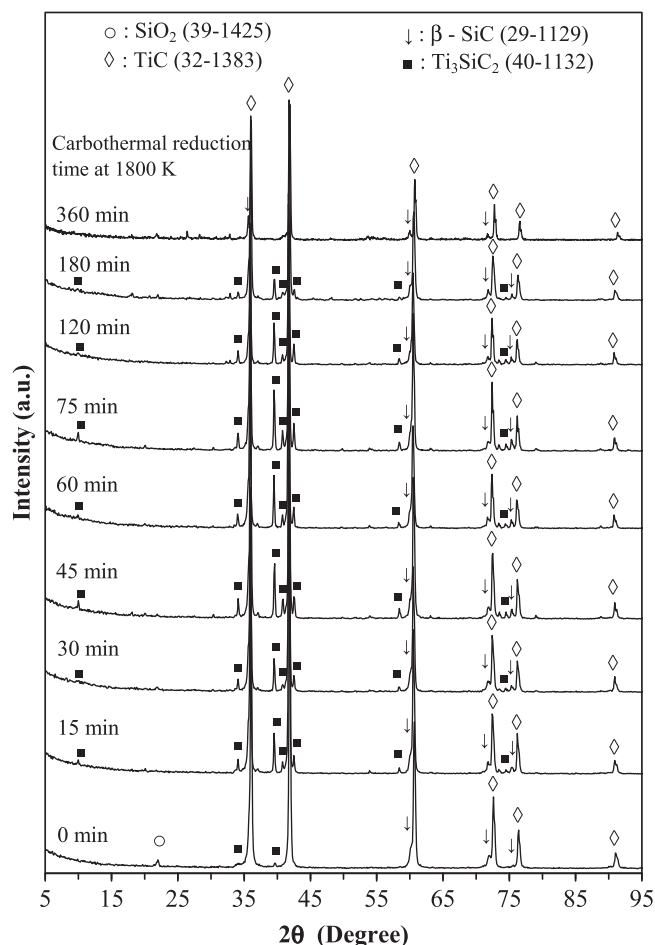 ○ : SiO₂ (39-1425)
↓ : β - SiC (29-1129)
◇ : TiC (32-1383)
■ : Ti₃SiC₂ (40-1132)
Carbothermal reduction
time at 1800 K
360 min
180 min
120 min
75 min
60 min
45 min
30 min
15 min
0 min
Intensity (a.u.)
5 15 25 35 45 55 65 75 85 95
2θ (Degree)